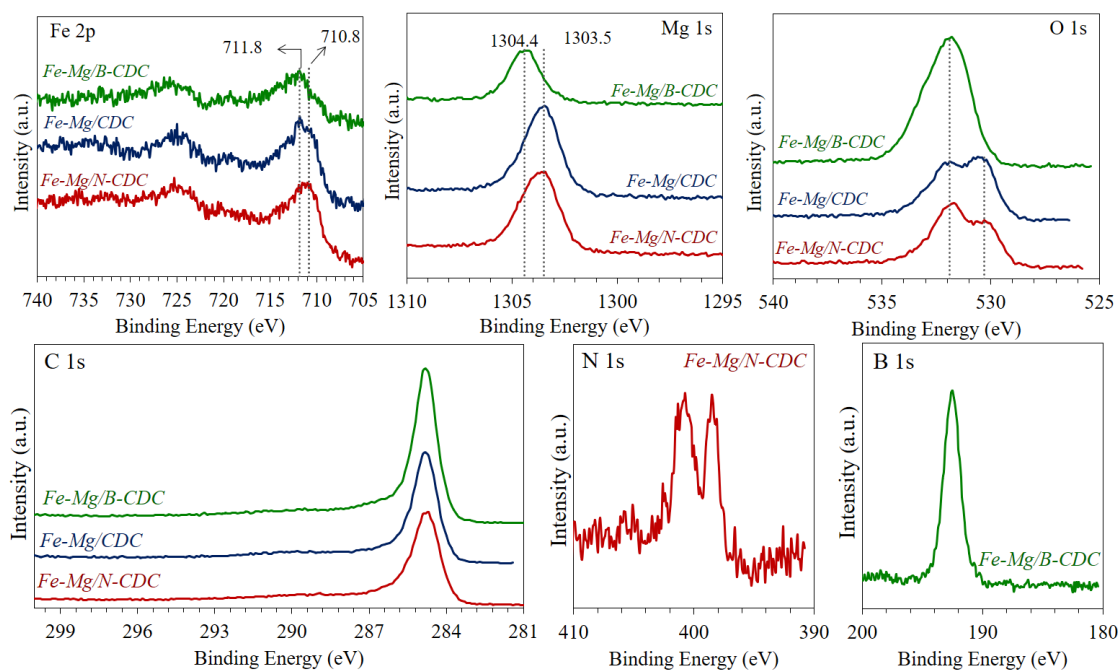 Fe 2p
711.8
710.8
Fe-Mg/B-CDC
Fe-Mg/CDC
Fe-Mg/N-CDC
Intensity (a.u.)
740 735 730 725 720 715 710 705
Binding Energy (eV)
Mg 1s
1304.4
1303.5
Fe-Mg/B-CDC
Fe-Mg/CDC
Fe-Mg/N-CDC
Intensity (a.u.)
1310 1305 1300 1295
Binding Energy (eV)
O 1s
Fe-Mg/B-CDC
Fe-Mg/CDC
Fe-Mg/N-CDC
Intensity (a.u.)
540 535 530 525
Binding Energy (eV)
C 1s
Fe-Mg/B-CDC
Fe-Mg/CDC
Fe-Mg/N-CDC
Intensity (a.u.)
299 296 293 290 287 284 281
Binding Energy (eV)
N 1s
Fe-Mg/N-CDC
Intensity (a.u.)
410 400 390
Binding Energy (eV)
B 1s
Fe-Mg/B-CDC
Intensity (a.u.)
200 190 180
Binding Energy (eV)